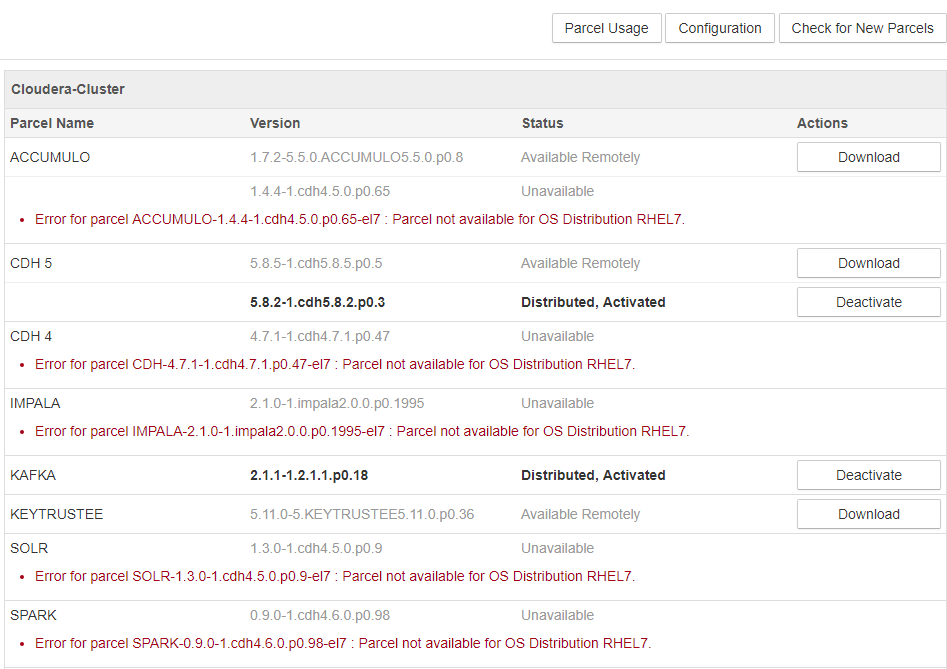 Parcel Usage Configuration Check for New Parcels
Cloudera-Cluster
Parcel Name Version Status Actions
ACCUMULO 1.7.2-5.5.0.ACCUMULO5.5.0.p0.8 Available Remotely Download
1.4.4-1.cdh4.5.0.p0.65 Unavailable
• Error for parcel ACCUMULO-1.4.4-1.cdh4.5.0.p0.65-el7 : Parcel not available for OS Distribution RHEL7.
CDH 5 5.8.5-1.cdh5.8.5.p0.5 Available Remotely Download
5.8.2-1.cdh5.8.2.p0.3 Distributed, Activated Deactivate
CDH 4 4.7.1-1.cdh4.7.1.p0.47 Unavailable
• Error for parcel CDH-4.7.1-1.cdh4.7.1.p0.47-el7 : Parcel not available for OS Distribution RHEL7.
IMPALA 2.1.0-1.impala2.0.0.p0.1995 Unavailable
• Error for parcel IMPALA-2.1.0-1.impala2.0.0.p0.1995-el7 : Parcel not available for OS Distribution RHEL7.
KAFKA 2.1.1-1.2.1.1.p0.18 Distributed, Activated Deactivate
KEYTRUSTEE 5.11.0-5.KEYTRUSTEE5.11.0.p0.36 Available Remotely Download
SOLR 1.3.0-1.cdh4.5.0.p0.9 Unavailable
• Error for parcel SOLR-1.3.0-1.cdh4.5.0.p0.9-el7 : Parcel not available for OS Distribution RHEL7.
SPARK 0.9.0-1.cdh4.6.0.p0.98 Unavailable
• Error for parcel SPARK-0.9.0-1.cdh4.6.0.p0.98-el7 : Parcel not available for OS Distribution RHEL7.